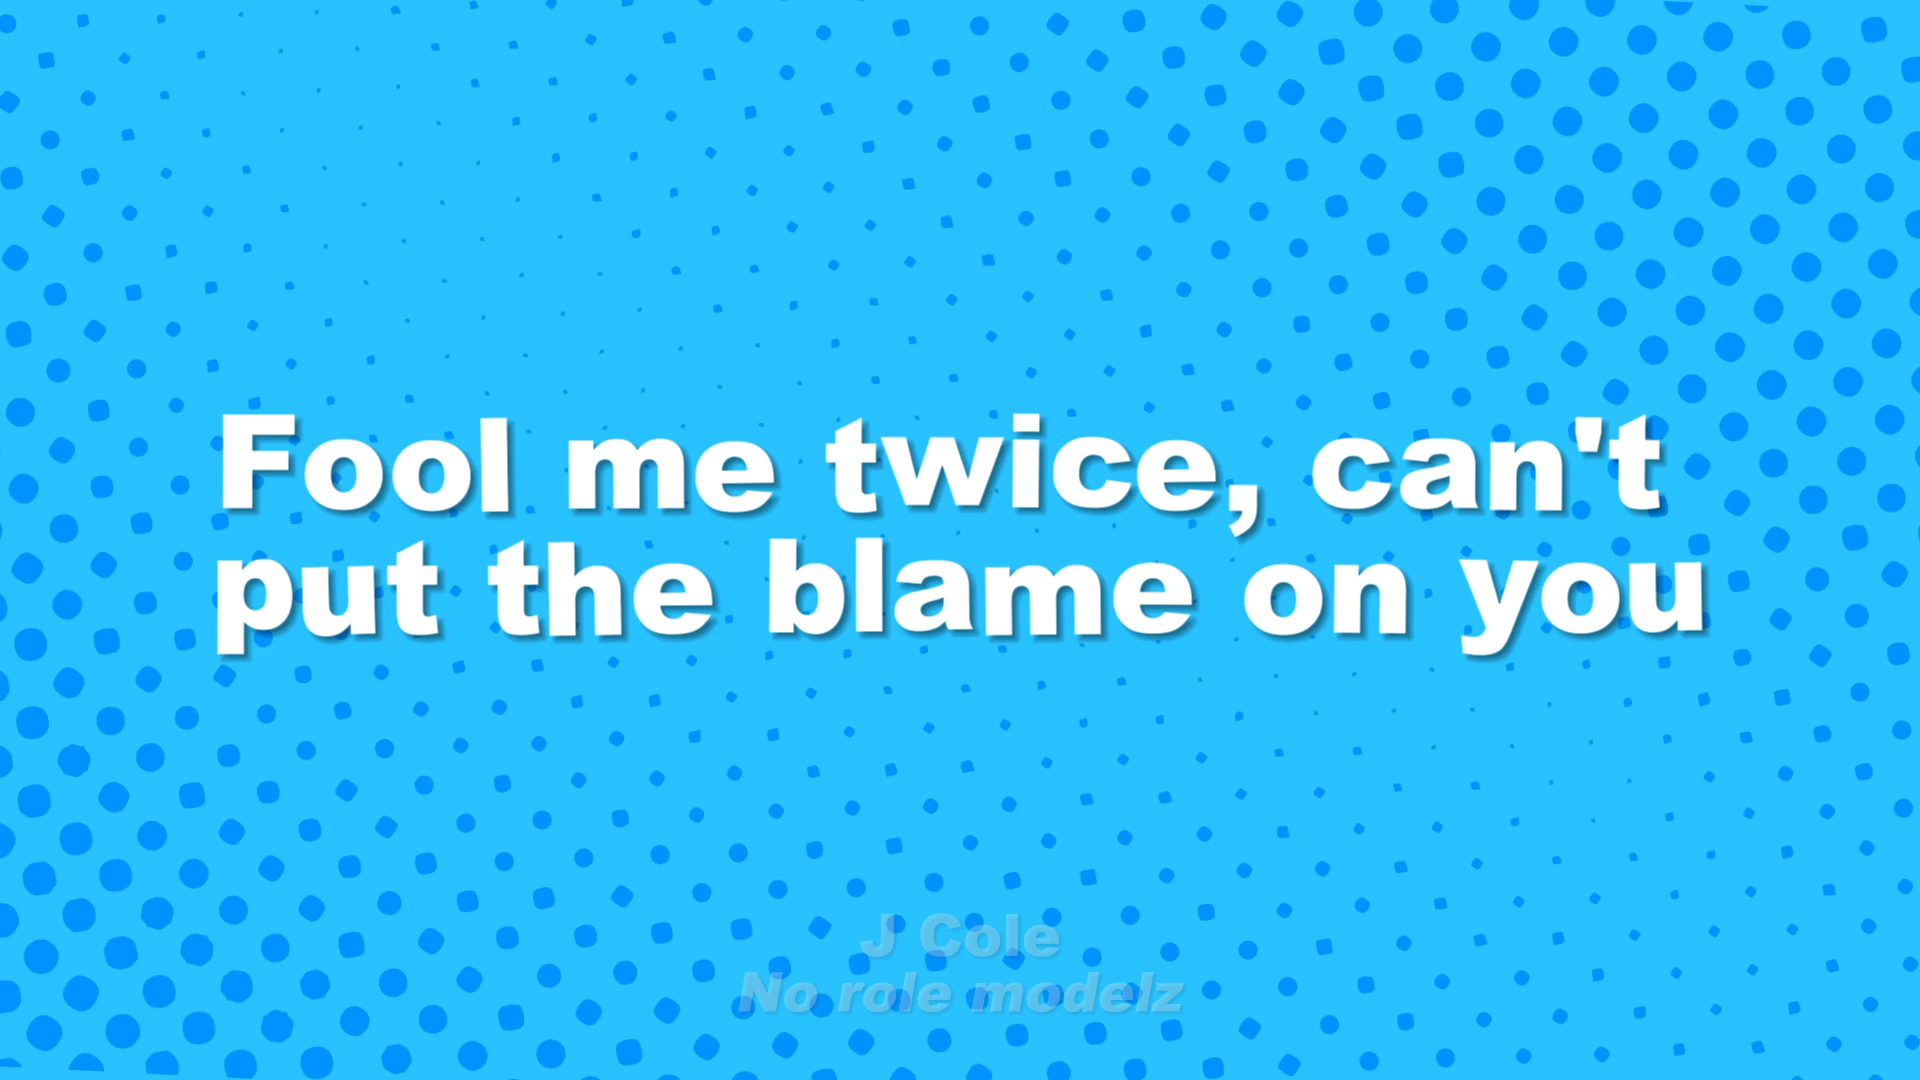 Fool me twice, can't
put the blame on you
J Cole
No role modelz